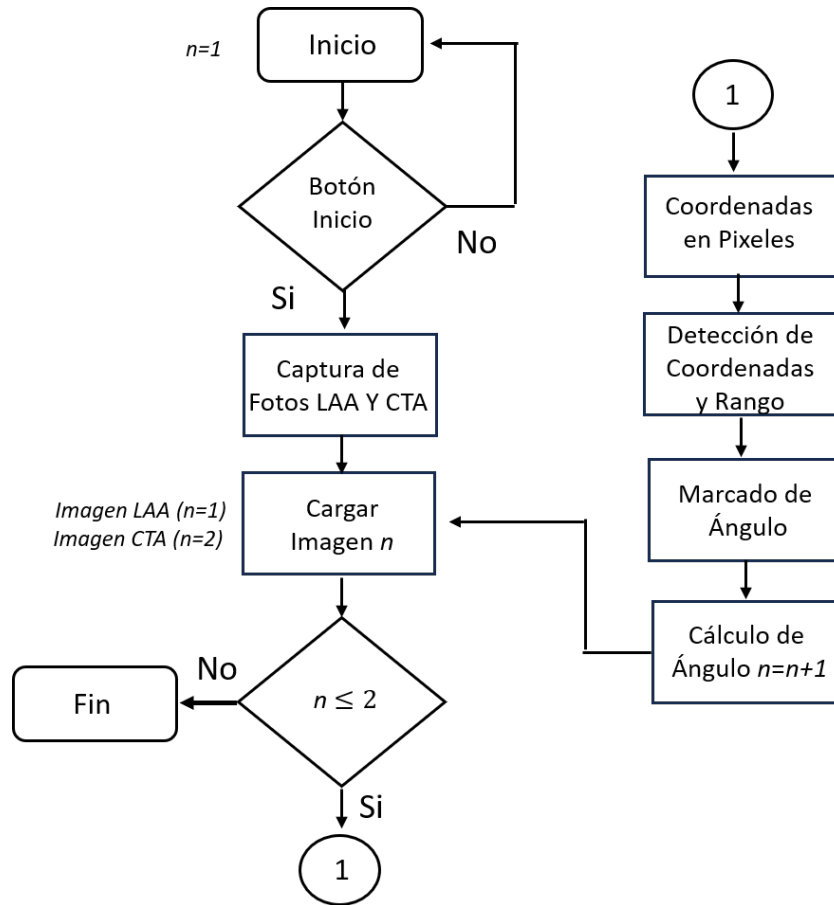 n=1
Inicio
Botón
Inicio
No
Si
Captura de
Fotos LAA Y CTA
Imagen LAA (n=1)
Imagen CTA (n=2)
Cargar
Imagen n
n ≤ 2
No
Fin
Si
1
1
Coordenadas
en Pixeles
Detección de
Coordenadas
y Rango
Marcado de
Ángulo
Cálculo de
Ángulo n=n+1